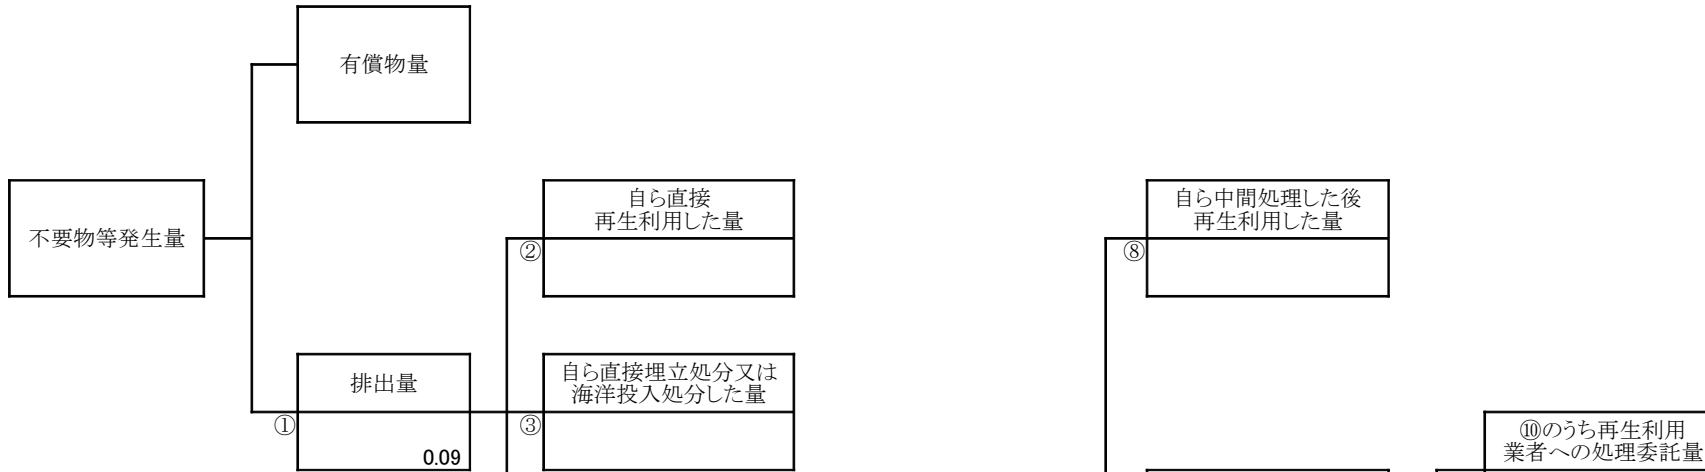 有償物量
不要物等発生量
自ら直接
再生利用した量
②
自ら中間処理した後
再生利用した量
⑧
排出量
①
0.09
自ら直接埋立処分又は
海洋投入処分した量
③
⑩のうち再生利用
業者への処理委託量